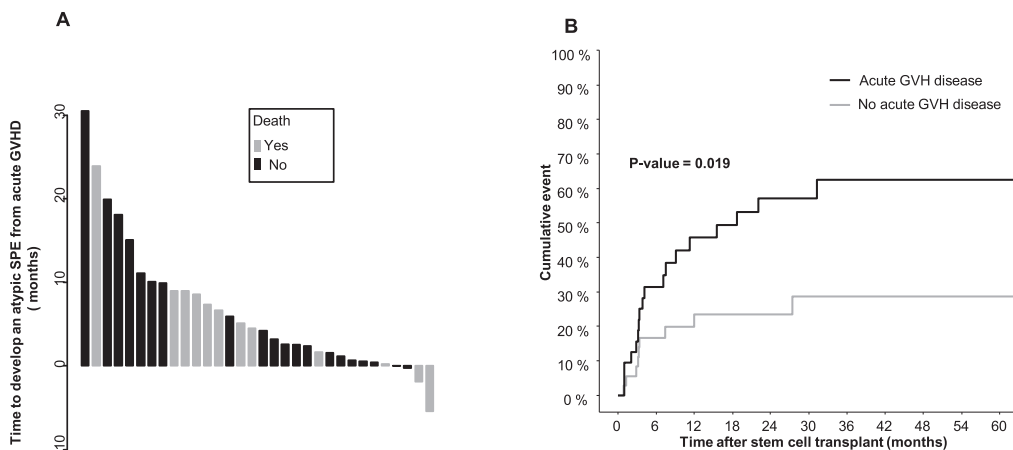 A
Time to develop an atypic SPE from acute GVHD
( months)
30
20
10
0
10
Death
Yes
No
B
100 %
90 %
80 %
70 %
60 %
50 %
40 %
30 %
20 %
10 %
0 %
Cumulative event
Acute GVH disease
No acute GVH disease
P-value = 0.019
0 6 12 18 24 30 36 42 48 54 60
Time after stem cell transplant (months)